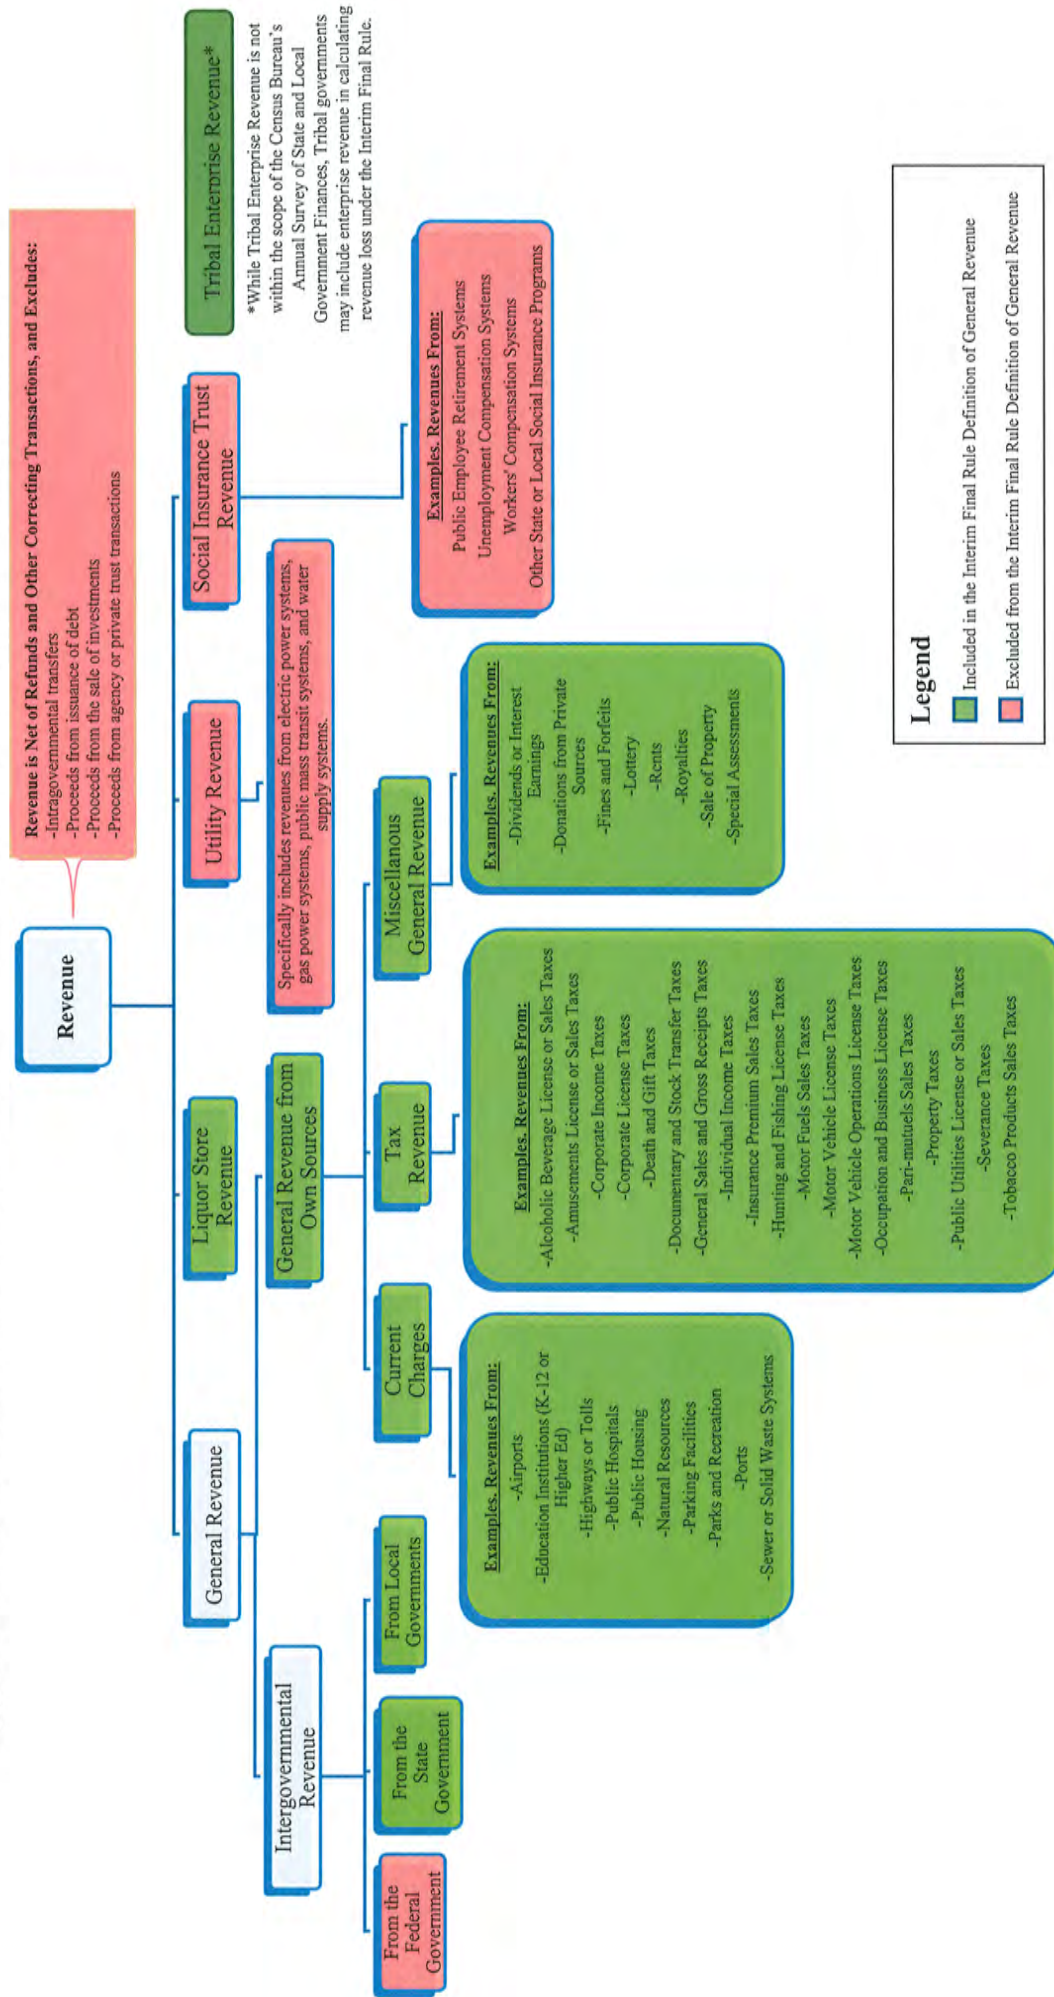 Revenue
Revenue is Net of Refunds and Other Correcting Transactions, and Excludes:
-Intragovernmental transfers
-Proceeds from issuance of debt
-Proceeds from the sale of investments
-Proceeds from agency or private trust transactions
General Revenue
Liquor Store
Revenue
Utility Revenue
Social Insurance Trust
Revenue
Tribal Enterprise Revenue*
*While Tribal Enterprise Revenue is not
within the scope of the Census Bureau's
Annual Survey of State and Local
Government Finances, Tribal governments
may include enterprise revenue in calculating
revenue loss under the Interim Final Rule.
Intergovernmental
Revenue
General Revenue from
Own Sources
Specifically includes revenues from electric power systems,
gas power systems, public mass transit systems, and water
supply systems.
From the
Federal
Government
From the
State
Government
From Local
Governments
Current
Charges
Tax
Revenue
Miscellanous
General Revenue
Examples. Revenues From:
Public Employee Retirement Systems
Unemployment Compensation Systems
Workers' Compensation Systems
Other State or Local Social Insurance Programs
Examples. Revenues From:
-Airports
-Education Institutions (K-12 or
Higher Ed)
-Highways or Tolls
-Public Hospitals
-Public Housing
-Natural Resources
-Parking Facilities
-Parks and Recreation
-Ports
-Sewer or Solid Waste Systems
Examples. Revenues From:
-Alcoholic Beverage License or Sales Taxes
-Amusements License or Sales Taxes
-Corporate Income Taxes
-Corporate License Taxes
-Death and Gift Taxes
-Documentary and Stock Transfer Taxes
-General Sales and Gross Receipts Taxes
-Individual Income Taxes
-Insurance Premium Sales Taxes
-Hunting and Fishing License Taxes
-Motor Fuels Sales Taxes
-Motor Vehicle License Taxes
-Motor Vehicle Operations License Taxes
-Occupation and Business License Taxes
-Pari-mutuels Sales Taxes
-Property Taxes
-Public Utilities License or Sales Taxes
-Severance Taxes
-Tobacco Products Sales Taxes
Examples. Revenues From:
-Dividends or Interest
Earnings
-Donations from Private
Sources
-Fines and Forfeits
-Lottery
-Rents
-Royalties
-Sale of Property
-Special Assessments
Legend
Included in the Interim Final Rule Definition of General Revenue
Excluded from the Interim Final Rule Definition of General Revenue